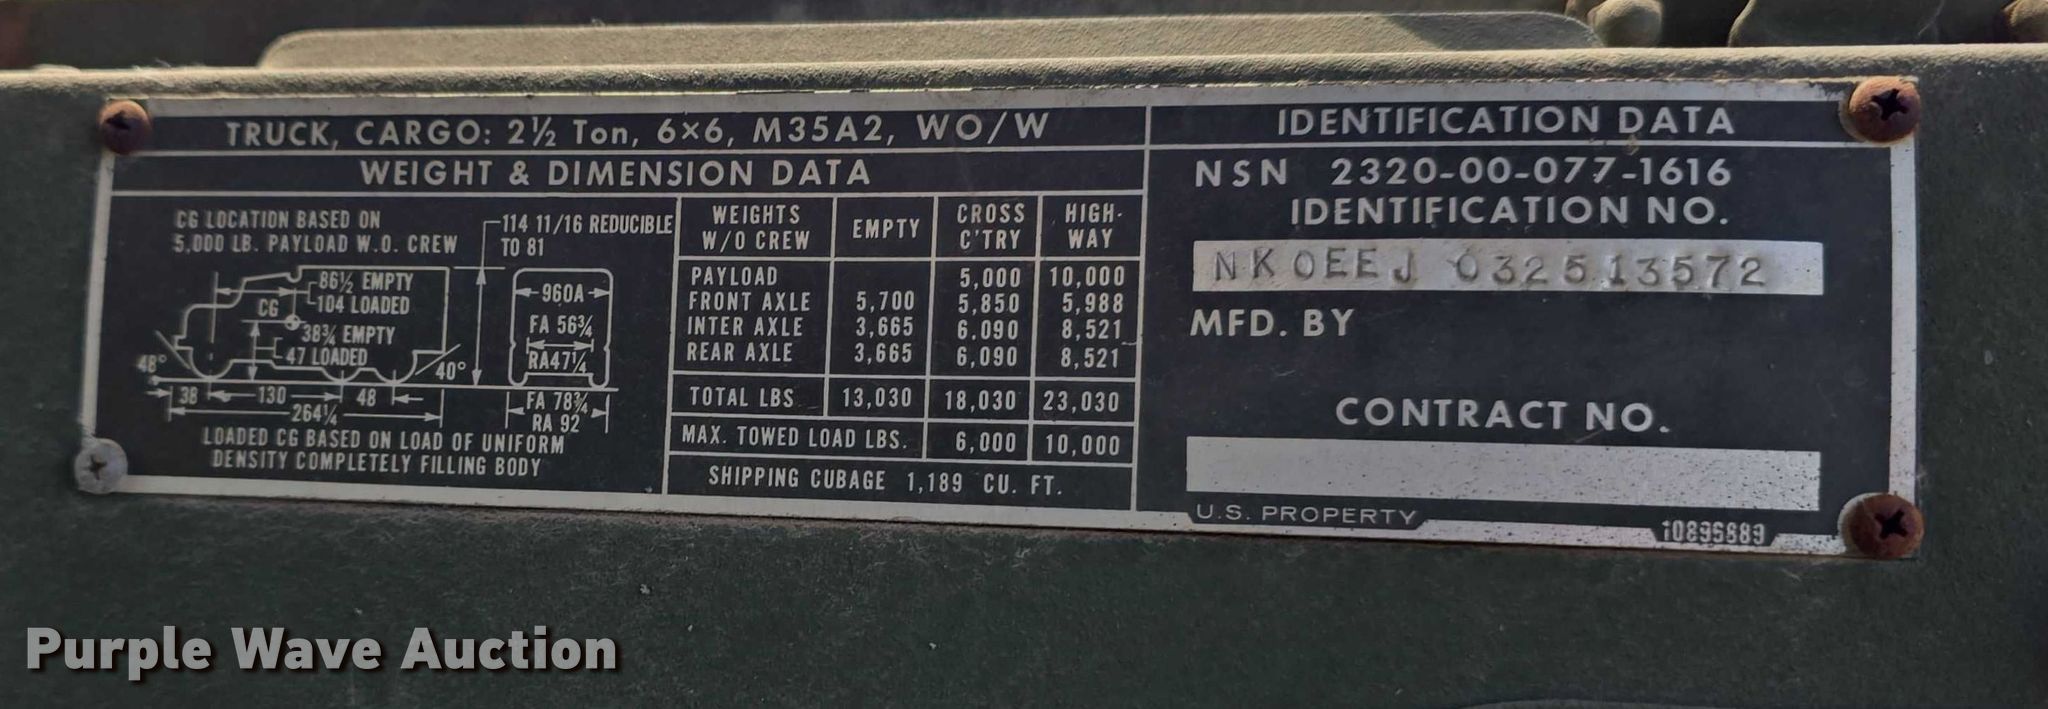 TRUCK, CARGO: 2½ Ton, 6×6, M35A2, WO/W
WEIGHT & DIMENSION DATA
CG LOCATION BASED ON
5,000 LB. PAYLOAD W.O. CREW
114 11/16 REDUCIBLE
TO 81
86½ EMPTY
104 LOADED
CG
38¾ EMPTY
47 LOADED
48°
40°
38 130 48
264¼
960A
FA 56¾
RA47¼
FA 78¾
RA 92
LOADED CG BASED ON LOAD OF UNIFORM
DENSITY COMPLETELY FILLING BODY
WEIGHTS W/O CREW EMPTY CROSS C'TRY HIGH-WAY
PAYLOAD 5,000 10,000
FRONT AXLE 5,700 5,850 5,988
INTER AXLE 3,665 6.090 8,521
REAR AXLE 3,665 6,090 8,521
TOTAL LBS 13,030 18,030 23,030
MAX. TOWED LOAD LBS. 6,000 10,000
SHIPPING CUBAGE 1,189 CU. FT.
IDENTIFICATION DATA
NSN 2320-00-077-1616
IDENTIFICATION NO.
NK0EEJ 032513572
MFD. BY
CONTRACT NO.
U.S. PROPERTY
10896889
Purple Wave Auction